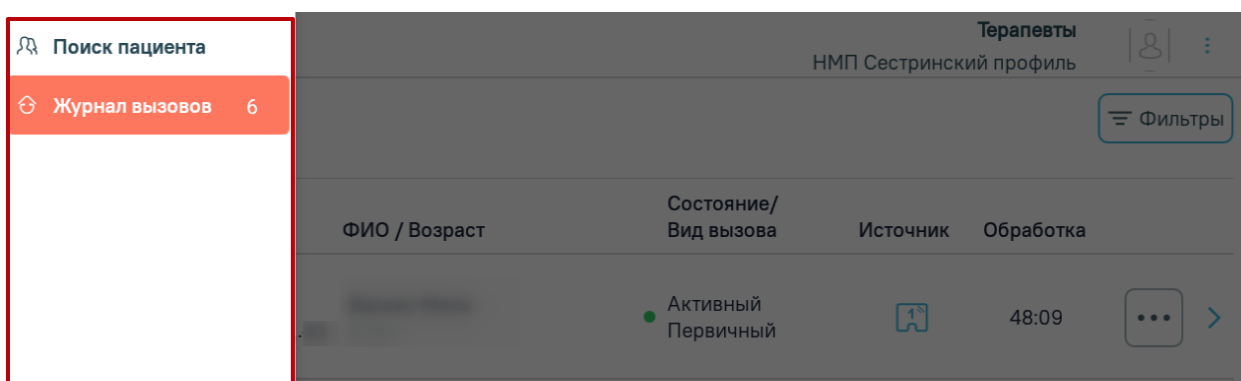 Поиск пациента
Журнал вызовов 6
Терапевты
НМП Сестринский профиль
Фильтры
ФИО / Возраст
Состояние/
Вид вызова
Источник
Обработка
Активный
Первичный
1
48:09